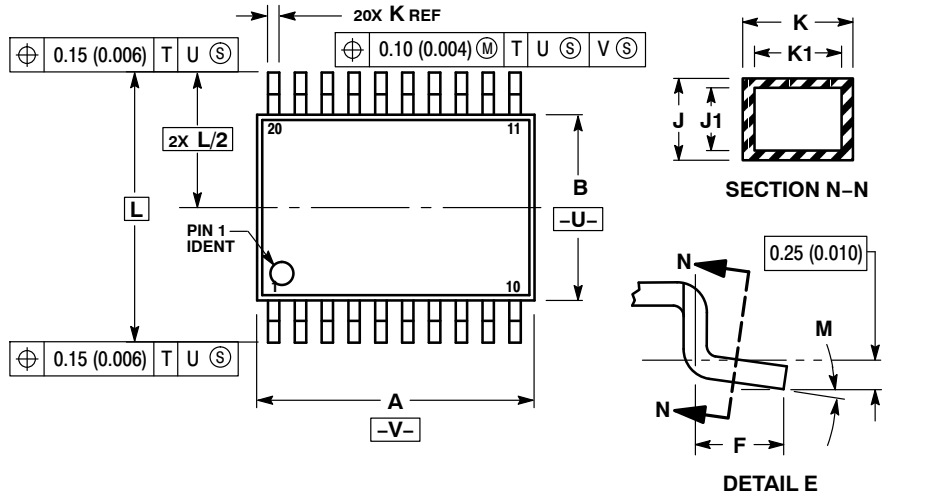 20X K REF
⌖ 0.15 (0.006) T U Ⓢ
⌖ 0.10 (0.004) Ⓜ T U Ⓢ V Ⓢ
2X L/2
L
20
11
PIN 1
IDENT
1
10
B
–U–
⌖ 0.15 (0.006) T U Ⓢ
A
–V–
K
K1
J
J1
SECTION N–N
0.25 (0.010)
N
M
N
F
DETAIL E